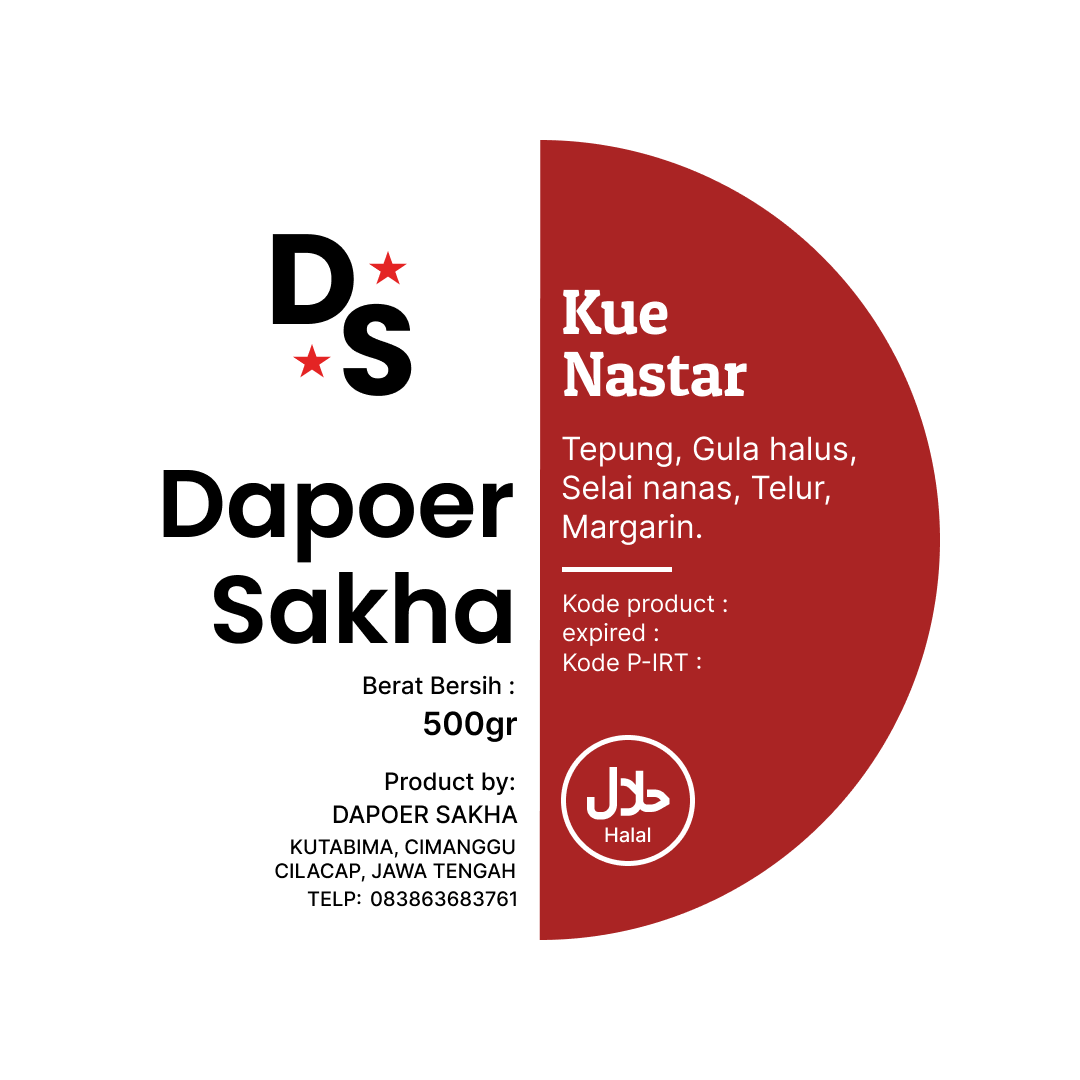 DS
Dapoer
Sakha
Berat Bersih :
500gr
Product by:
DAPOER SAKHA
KUTABIMA, CIMANGGU
CILACAP, JAWA TENGAH
TELP: 083863683761
Kue
Nastar
Tepung, Gula halus,
Selai nanas, Telur,
Margarin.
Kode product :
expired :
Kode P-IRT :
حلال
Halal